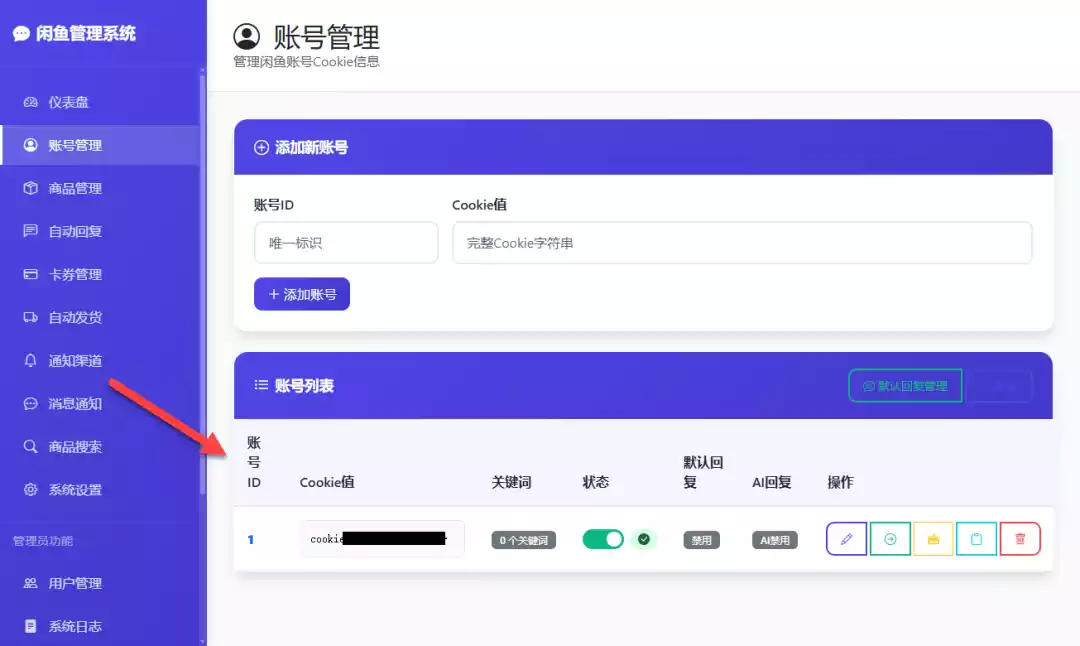 闲鱼管理系统
仪表盘
账号管理
商品管理
自动回复
卡券管理
自动发货
通知渠道
消息通知
商品搜索
系统设置
管理员功能
用户管理
系统日志
账号管理
管理闲鱼账号Cookie信息
添加新账号
账号ID
Cookie值
唯一标识
完整Cookie字符串
+ 添加账号
账号列表
默认回复管理
账号ID
Cookie值
关键词
状态
默认回复
AI回复
操作
1
cookie
0 个关键词
禁用
AI禁用